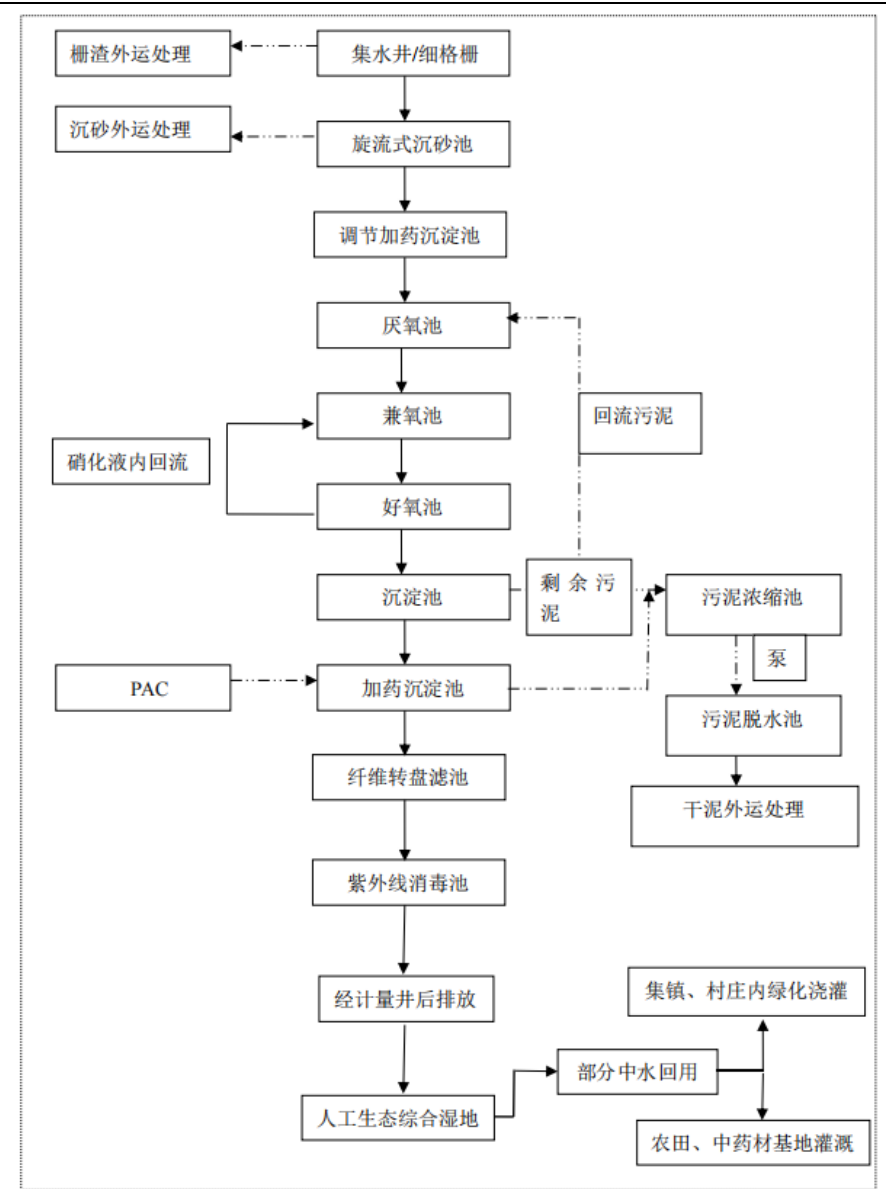 栅渣外运处理
集水井/细格栅
沉砂外运处理
旋流式沉砂池
调节加药沉淀池
厌氧池
兼氧池
回流污泥
硝化液内回流
好氧池
沉淀池
剩余污
泥
污泥浓缩池
泵
PAC
加药沉淀池
污泥脱水池
纤维转盘滤池
干泥外运处理
紫外线消毒池
经计量井后排放
集镇、村庄内绿化浇灌
部分中水回用
人工生态综合湿地
农田、中药材基地灌溉